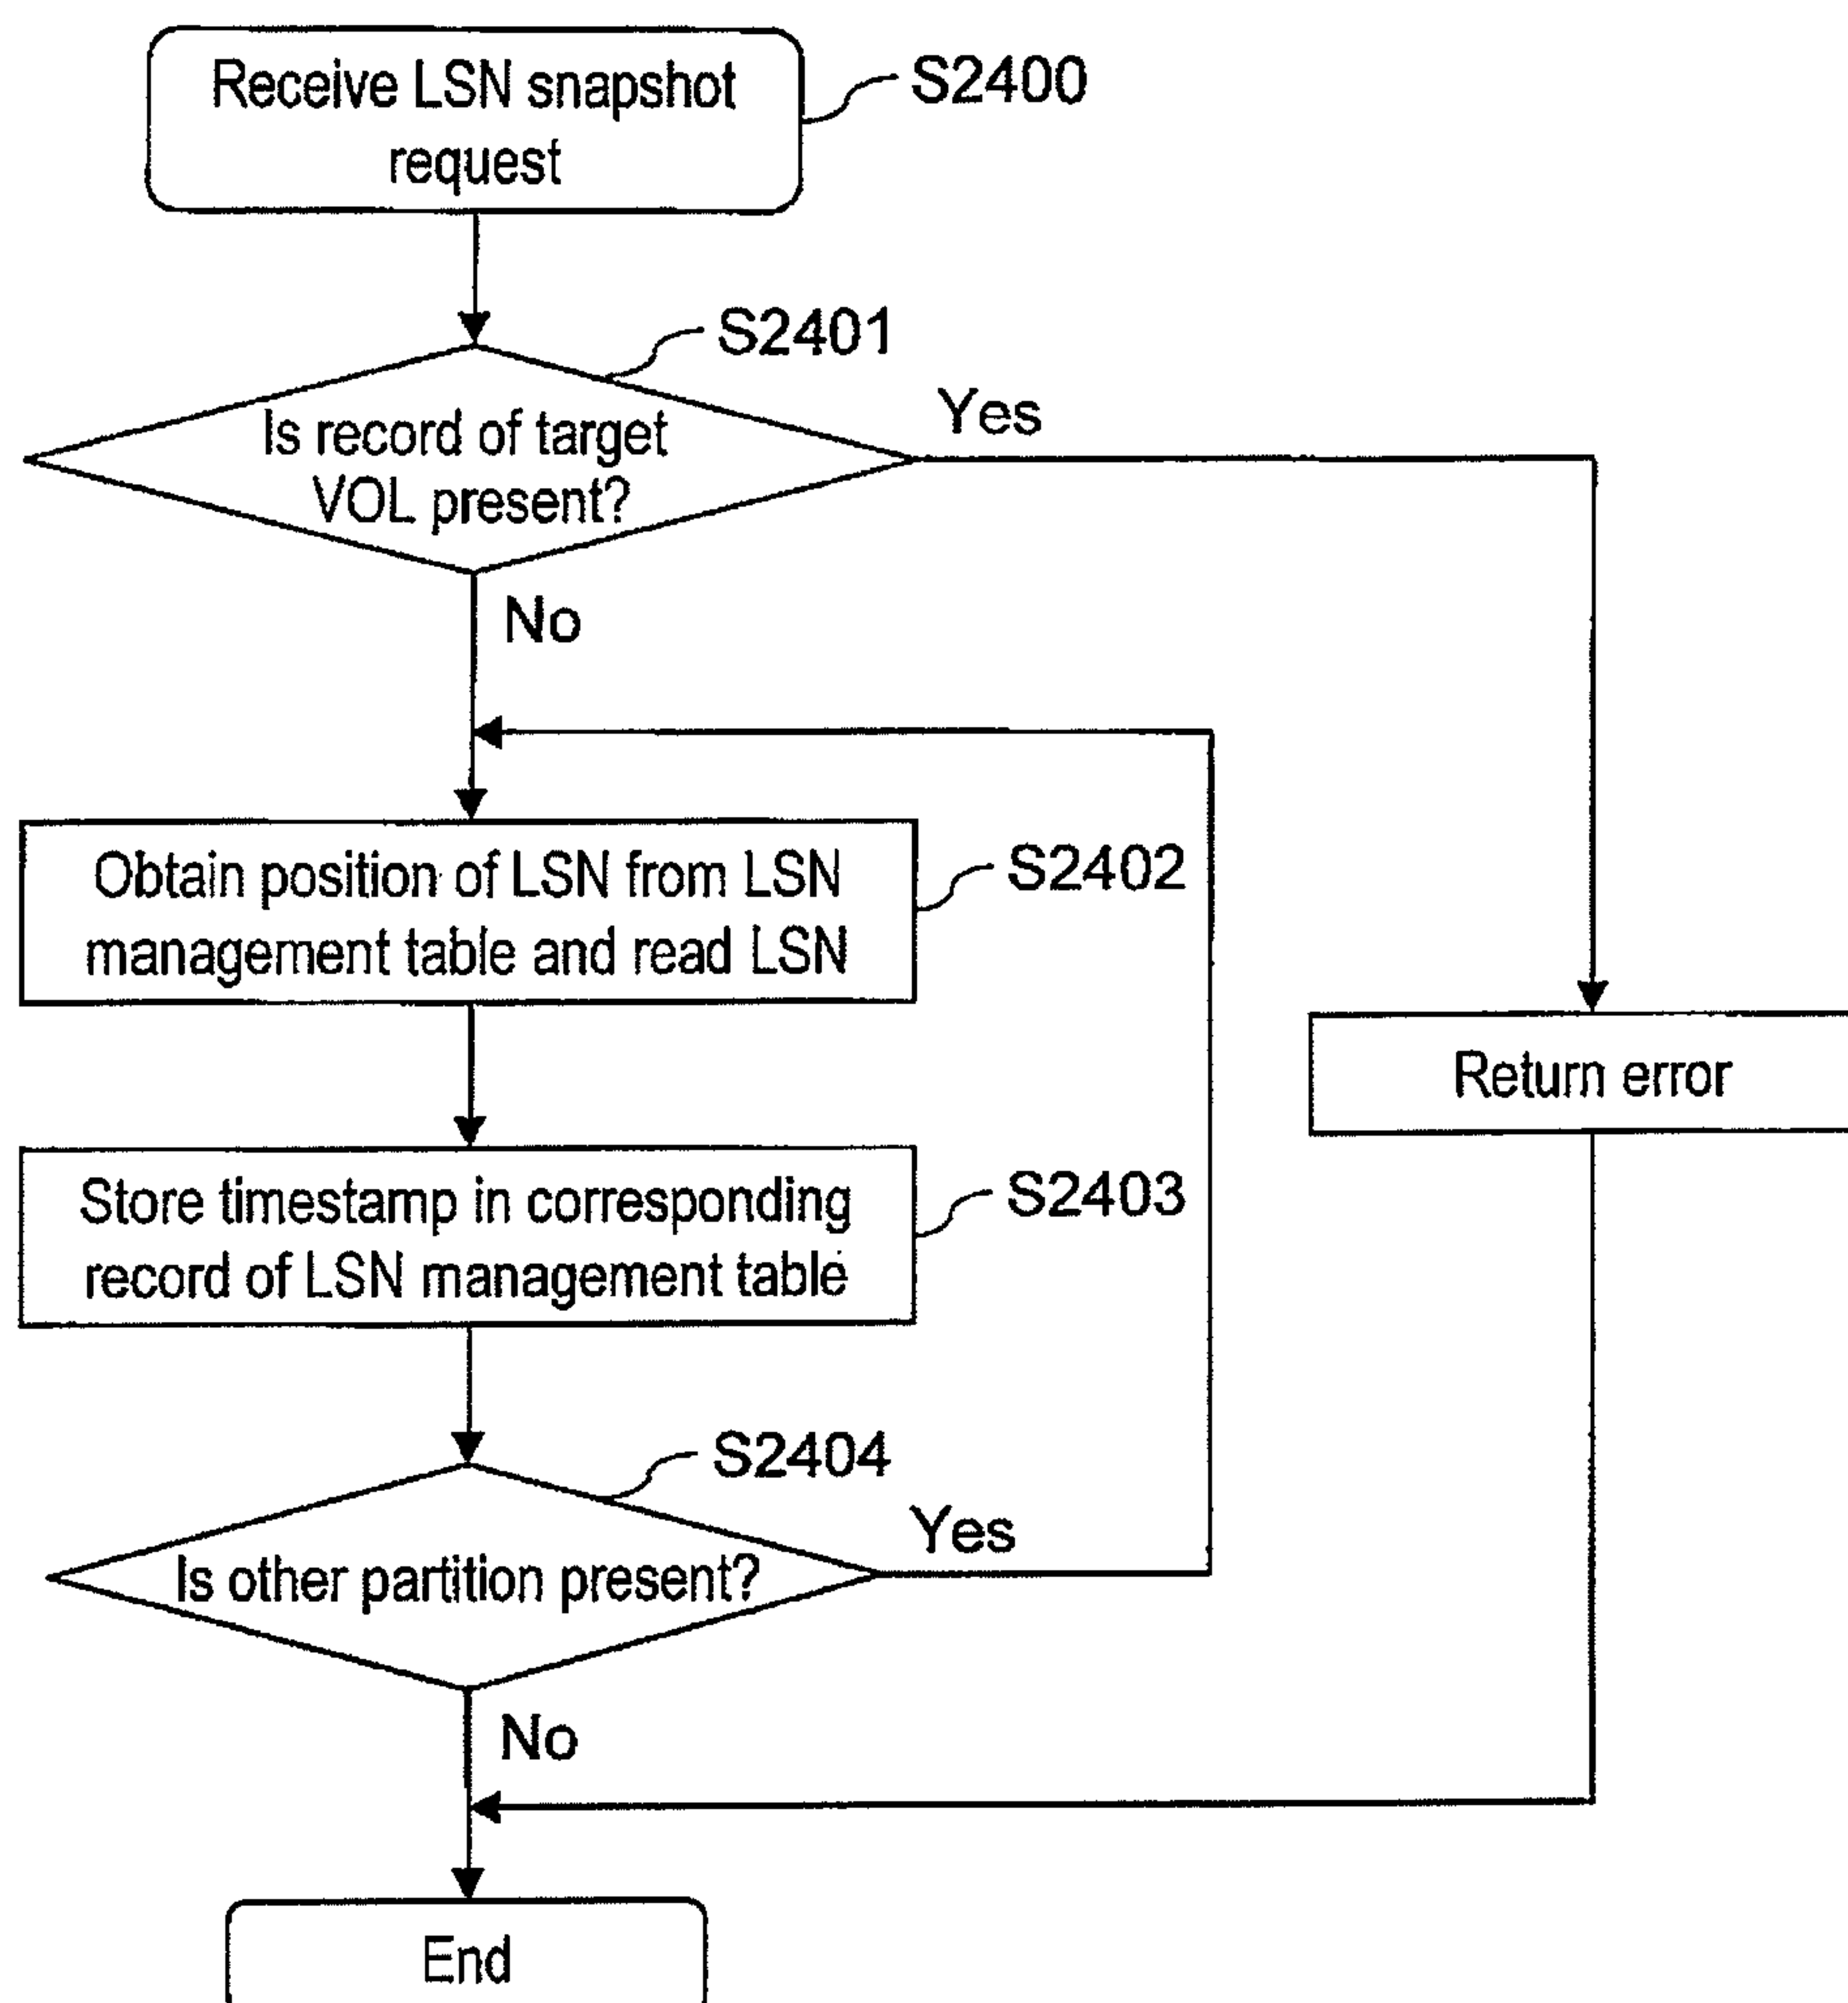 Receive LSN snapshot
request
S2400
S2401
Is record of target
VOL present?
Yes
No
Obtain position of LSN from LSN
management table and read LSN
S2402
Return error
Store timestamp in corresponding
record of LSN management table
S2403
S2404
Is other partition present?
Yes
No
End